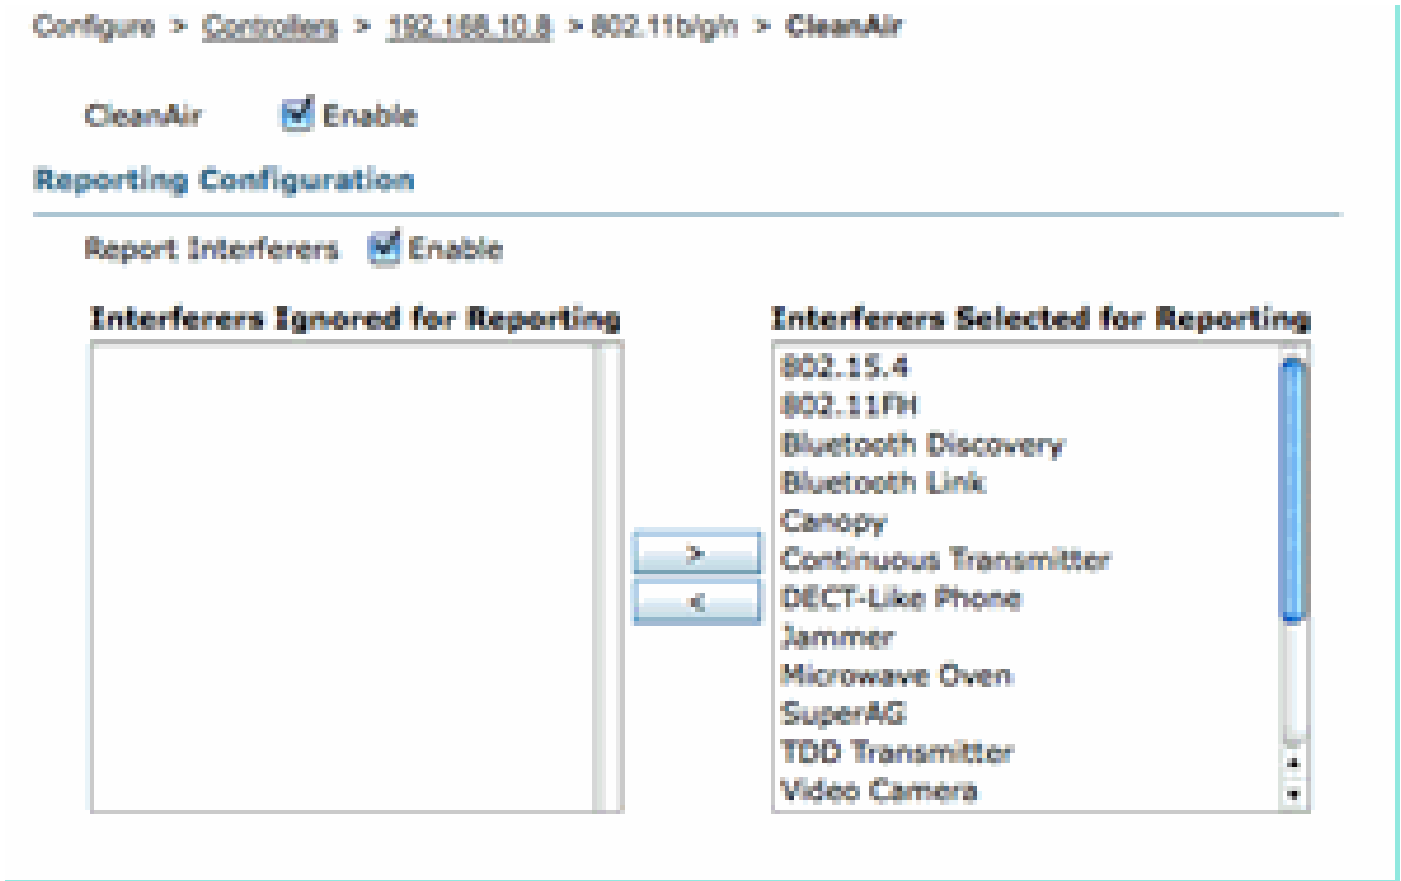 Configure > Controllers > 192.168.10.8 > 802.11b/g/n > CleanAir
CleanAir Enable
Reporting Configuration
Report Interferers Enable
Interferers Ignored for Reporting
Interferers Selected for Reporting
802.15.4
802.11FH
Bluetooth Discovery
Bluetooth Link
Canopy
>
Continuous Transmitter
<
DECT-Like Phone
Jammer
Microwave Oven
SuperAG
TDD Transmitter
Video Camera